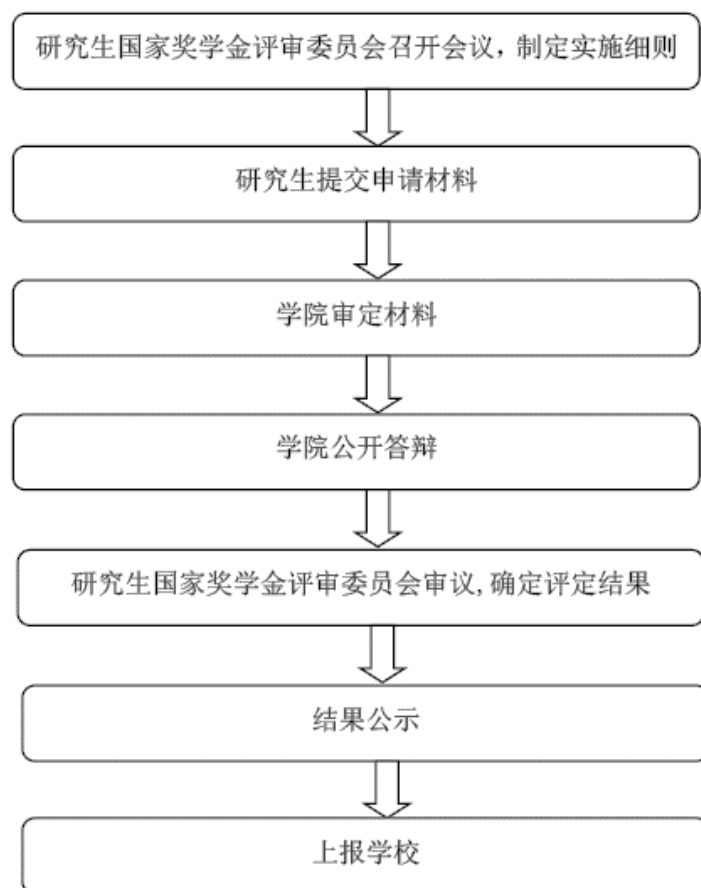 研究生国家奖学金评审委员会召开会议，制定实施细则
研究生提交申请材料
学院审定材料
学院公开答辩
研究生国家奖学金评审委员会审议,确定评定结果
结果公示
上报学校